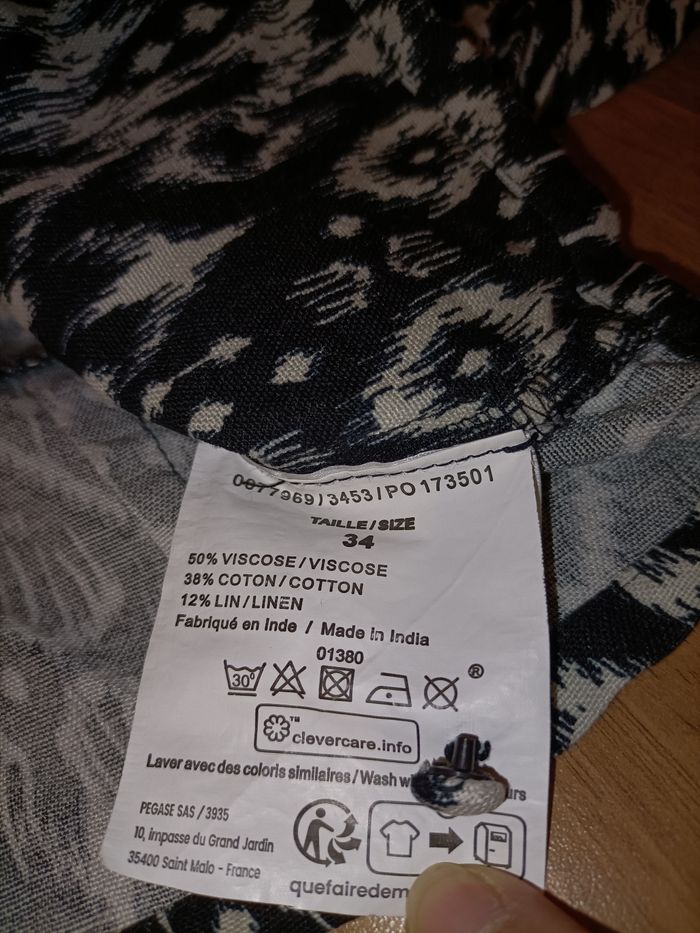 /3453/PO 173501
TAILLE/SIZE
34
50% VISCOSE/VISCOSE
38% COTON/COTTON
12% LIN/LINEN
Fabriqué en Inde / Made in India
01380
30° ®
™ clevercare.info
Laver avec des coloris similaires/Wash
PEGASE SAS / 3935
10, impasse du Grand Jardin
35400 Saint Malo - France